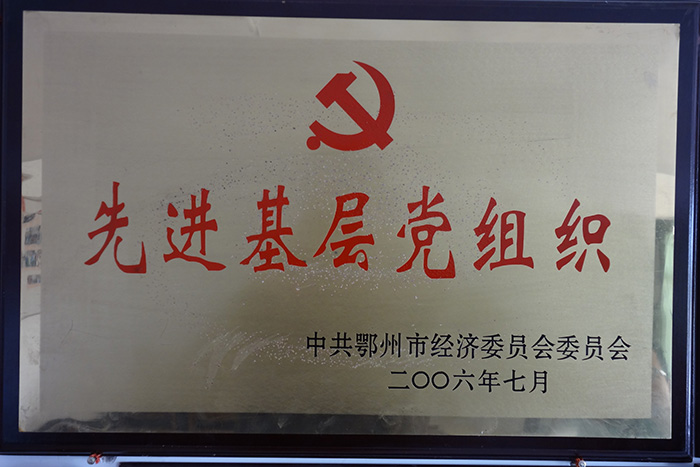 先进基层党组织
中共鄂州市经济委员会委员会
二〇〇六年七月